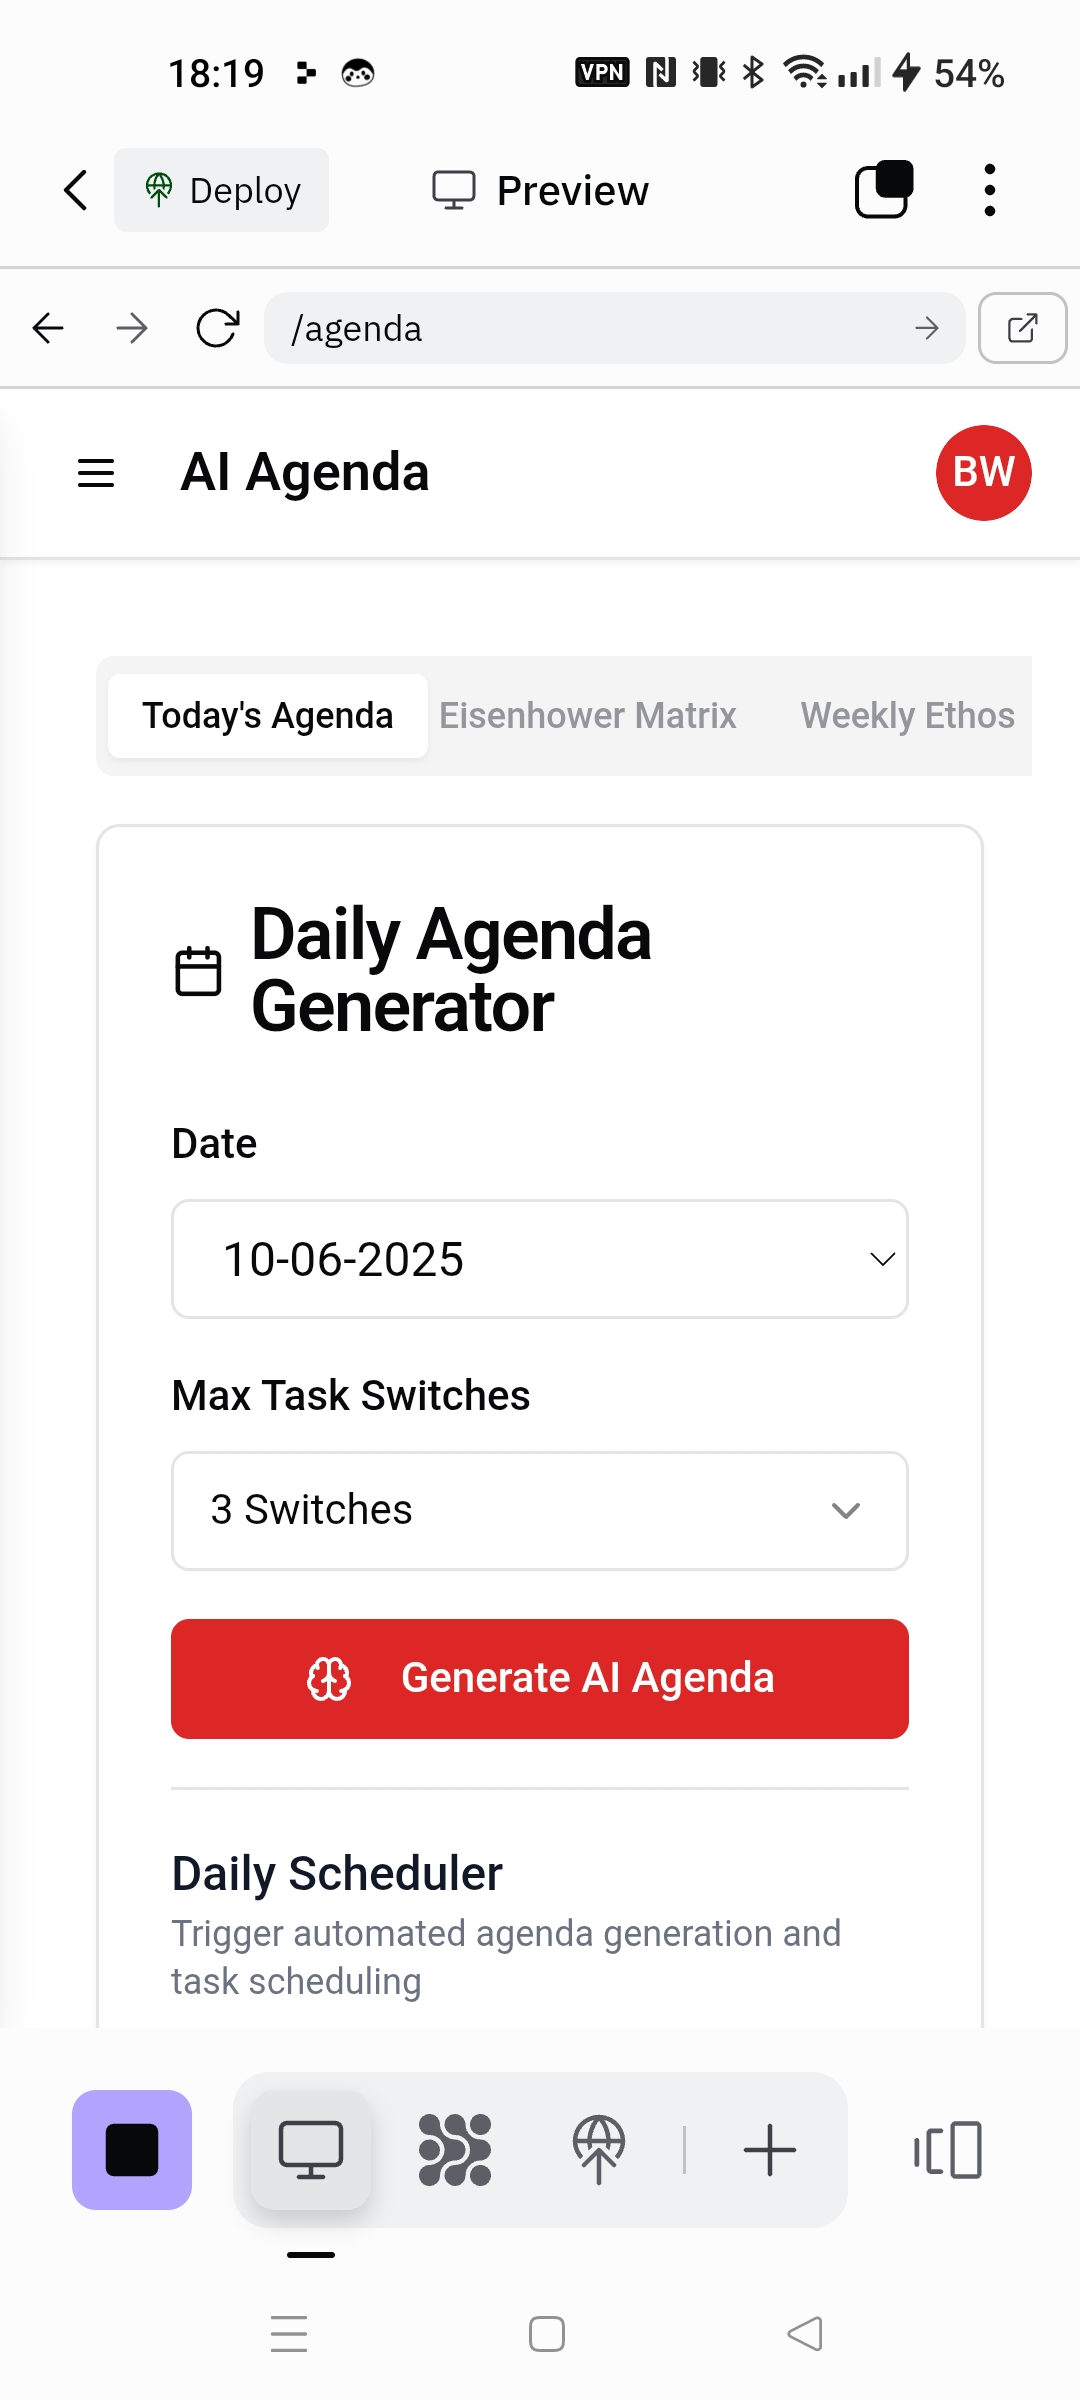 18:19
VPN
54%
Deploy
Preview
/agenda
AI Agenda
BW
Today's Agenda
Eisenhower Matrix
Weekly Ethos
Daily Agenda
Generator
Date
10-06-2025
Max Task Switches
3 Switches
Generate AI Agenda
Daily Scheduler
Trigger automated agenda generation and
task scheduling